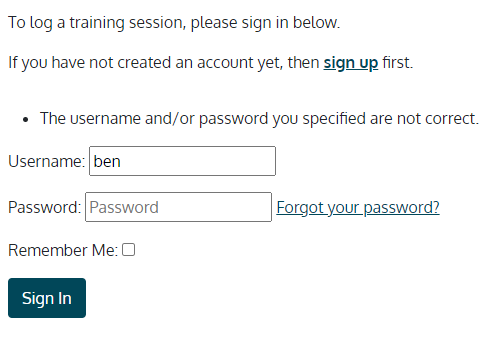 To log a training session, please sign in below.
If you have not created an account yet, then sign up first.
• The username and/or password you specified are not correct.
Username: ben
Password: Password Forgot your password?
Remember Me:
Sign In